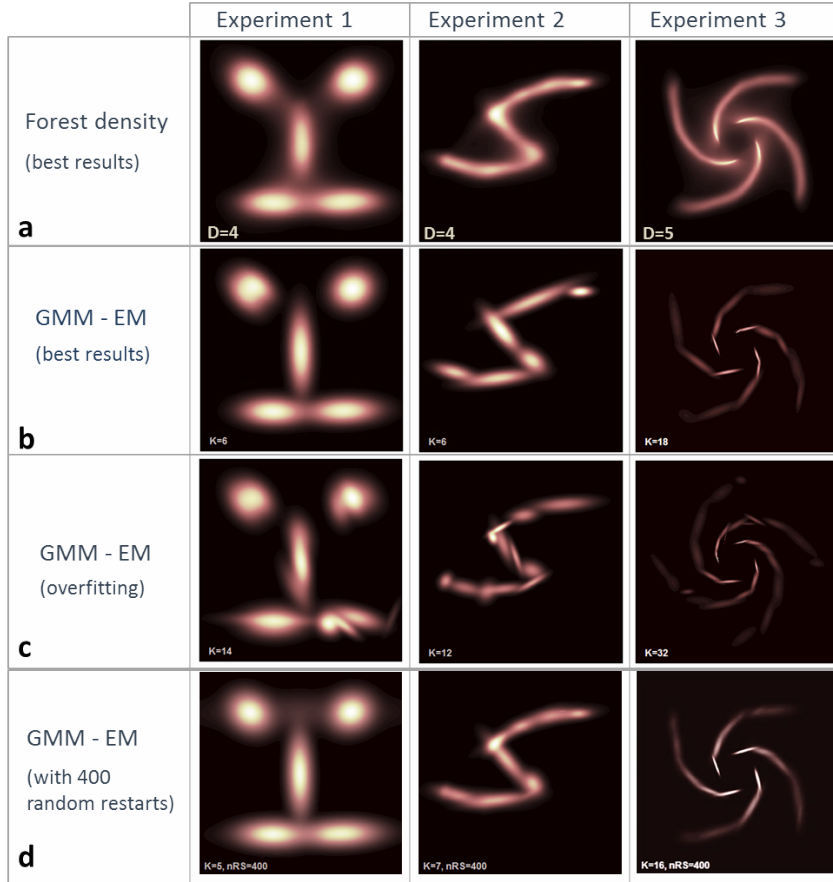 Experiment 1
Experiment 2
Experiment 3
Forest density
(best results)
a
D=4
D=4
D=5
GMM - EM
(best results)
b
K=6
K=6
K=18
GMM - EM
(overfitting)
c
K=14
K=12
K=32
GMM - EM
(with 400
random restarts)
d
K=5, nRS=400
K=7, nRS=400
K=16, nRS=400